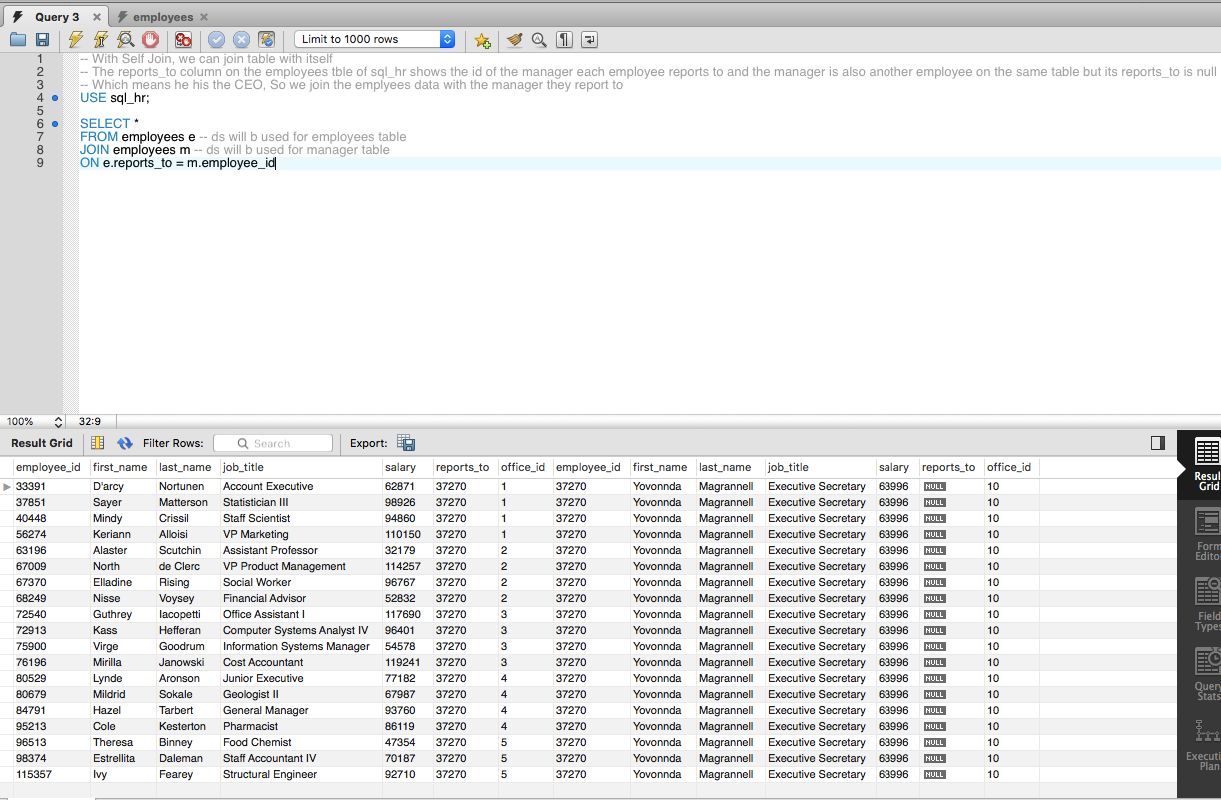 Query 3
employees
Limit to 1000 rows
1 -- With Self Join, we can join table with itself
2 -- The reports_to column on the employees tble of sql_hr shows the id of the manager each employee reports to and the manager is also another employee on the same table but its reports_to is null
3 -- Which means he his the CEO, So we join the emplyees data with the manager they report to
4 USE sql_hr;
5
6 SELECT *
7 FROM employees e -- ds will b used for employees table
8 JOIN employees m -- ds will b used for manager table
9 ON e.reports_to = m.employee_id
100% 32:9
Result Grid Filter Rows: Search Export:
employee_id first_name last_name job_title salary reports_to office_id employee_id first_name last_name job_title salary reports_to office_id
33391 D'arcy Nortunen Account Executive 62871 37270 1 37270 Yovonnda Magrannell Executive Secretary 63996 NULL 10
37851 Sayer Matterson Statistician III 98926 37270 1 37270 Yovonnda Magrannell Executive Secretary 63996 NULL 10
40448 Mindy Crissil Staff Scientist 94860 37270 1 37270 Yovonnda Magrannell Executive Secretary 63996 NULL 10
56274 Keriann Alloisi VP Marketing 110150 37270 1 37270 Yovonnda Magrannell Executive Secretary 63996 NULL 10
63196 Alaster Scutchin Assistant Professor 32179 37270 2 37270 Yovonnda Magrannell Executive Secretary 63996 NULL 10
67009 North de Clerc VP Product Management 114257 37270 2 37270 Yovonnda Magrannell Executive Secretary 63996 NULL 10
67370 Elladine Rising Social Worker 96767 37270 2 37270 Yovonnda Magrannell Executive Secretary 63996 NULL 10
68249 Nisse Voysey Financial Advisor 52832 37270 2 37270 Yovonnda Magrannell Executive Secretary 63996 NULL 10
72540 Guthrey Iacopetti Office Assistant I 117690 37270 3 37270 Yovonnda Magrannell Executive Secretary 63996 NULL 10
72913 Kass Hefferan Computer Systems Analyst IV 96401 37270 3 37270 Yovonnda Magrannell Executive Secretary 63996 NULL 10
75900 Virge Goodrum Information Systems Manager 54578 37270 3 37270 Yovonnda Magrannell Executive Secretary 63996 NULL 10
76196 Mirilla Janowski Cost Accountant 119241 37270 3 37270 Yovonnda Magrannell Executive Secretary 63996 NULL 10
80529 Lynde Aronson Junior Executive 77182 37270 4 37270 Yovonnda Magrannell Executive Secretary 63996 NULL 10
80679 Mildrid Sokale Geologist II 67987 37270 4 37270 Yovonnda Magrannell Executive Secretary 63996 NULL 10
84791 Hazel Tarbert General Manager 93760 37270 4 37270 Yovonnda Magrannell Executive Secretary 63996 NULL 10
95213 Cole Kesterton Pharmacist 86119 37270 4 37270 Yovonnda Magrannell Executive Secretary 63996 NULL 10
96513 Theresa Binney Food Chemist 47354 37270 5 37270 Yovonnda Magrannell Executive Secretary 63996 NULL 10
98374 Estrellita Daleman Staff Accountant IV 70187 37270 5 37270 Yovonnda Magrannell Executive Secretary 63996 NULL 10
115357 Ivy Fearey Structural Engineer 92710 37270 5 37270 Yovonnda Magrannell Executive Secretary 63996 NULL 10
Resul
Grid
Form
Edito
Field
Types
Query
Stats
Executi
Plan